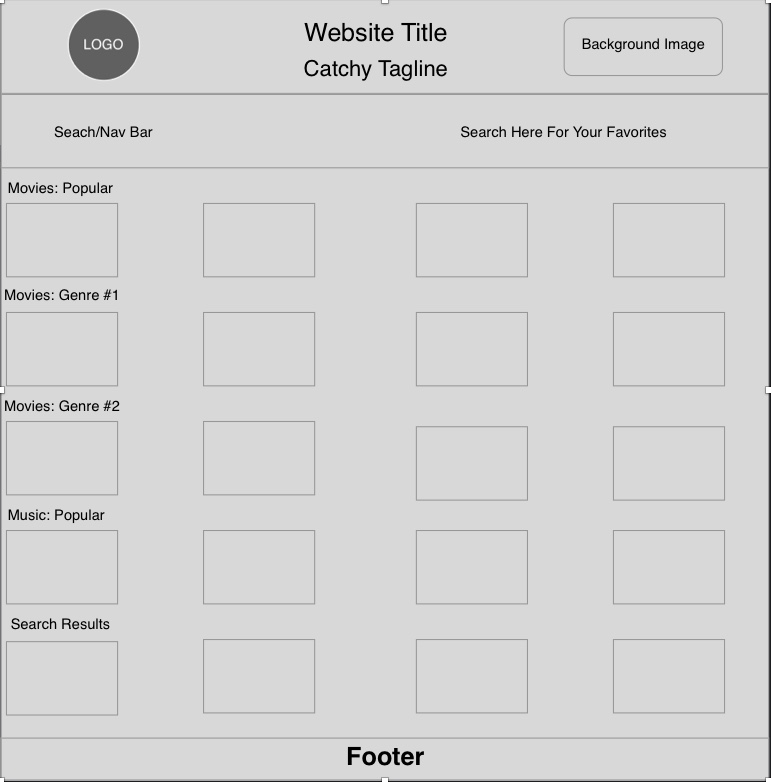 LOGO
Website Title
Catchy Tagline
Background Image
Seach/Nav Bar
Search Here For Your Favorites
Movies: Popular
Movies: Genre #1
Movies: Genre #2
Music: Popular
Search Results
Footer